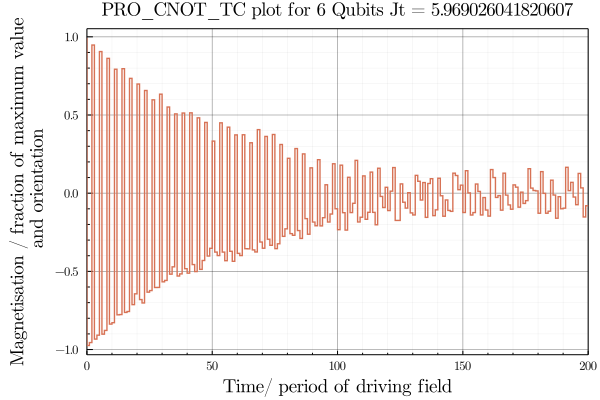 PRO_CNOT_TC plot for 6 Qubits Jt = 5.969026041820607
Magnetisation / fraction of maximum value
and orientation
1.0
0.5
0.0
−0.5
−1.0
0
50
100
150
200
Time/ period of driving field